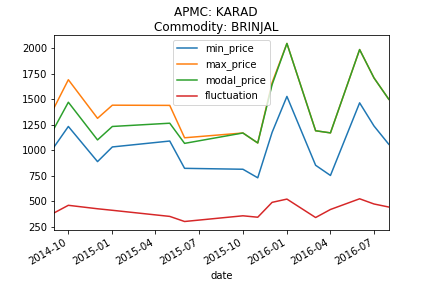 APMC: KARAD
Commodity: BRINJAL
min_price
max_price
modal_price
fluctuation
2000
1750
1500
1250
1000
750
500
250
2014-10
2015-01
2015-04
2015-07
2015-10
2016-01
2016-04
2016-07
date